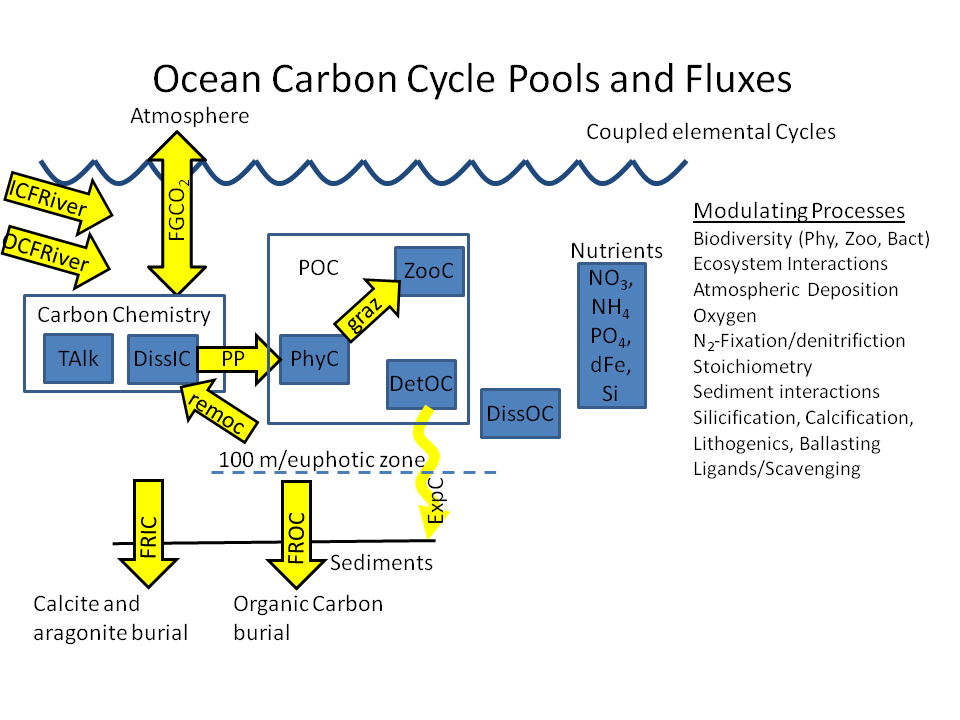 Ocean Carbon Cycle Pools and Fluxes
Atmosphere
Coupled elemental Cycles
ICFRiver
OCFRiver
FGCO₂
Carbon Chemistry
TAlk
DissIC
PP
remoc
POC
PhyC
graz
ZooC
DetOC
DissOC
Nutrients
NO₃,
NH₄
PO₄,
dFe,
Si
Modulating Processes
Biodiversity (Phy, Zoo, Bact)
Ecosystem Interactions
Atmospheric Deposition
Oxygen
N₂-Fixation/denitrifiction
Stoichiometry
Sediment interactions
Silicification, Calcification,
Lithogenics, Ballasting
Ligands/Scavenging
100 m/euphotic zone
ExpC
FRIC
FROC
Sediments
Calcite and
aragonite burial
Organic Carbon
burial